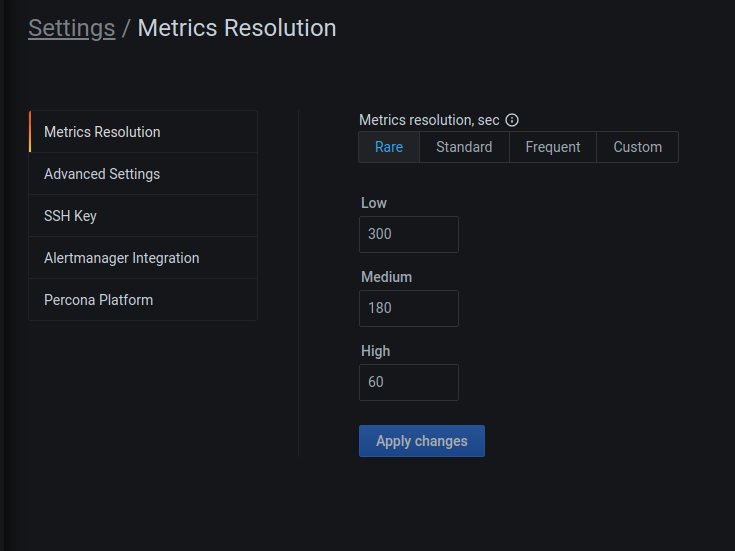 Settings / Metrics Resolution
Metrics Resolution
Advanced Settings
SSH Key
Alertmanager Integration
Percona Platform
Metrics resolution, sec
Rare Standard Frequent Custom
Low
300
Medium
180
High
60
Apply changes